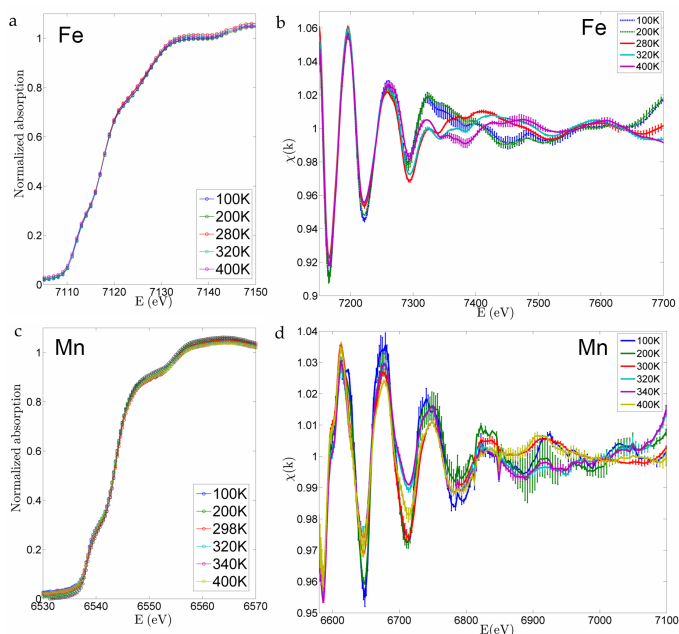 a
Fe
Normalized absorption
1
0.8
0.6
0.4
0.2
0
7110 7120 7130 7140 7150
E (eV)
100K
200K
280K
320K
400K
b
Fe
χ(k)
1.06
1.04
1.02
1
0.98
0.96
0.94
0.92
0.9
7200 7300 7400 7500 7600 7700
E (eV)
100K
200K
280K
320K
400K
c
Mn
Normalized absorption
1
0.8
0.6
0.4
0.2
0
6530 6540 6550 6560 6570
E (eV)
100K
200K
298K
320K
340K
400K
d
Mn
χ(k)
1.04
1.03
1.02
1.01
1
0.99
0.98
0.97
0.96
0.95
6600 6700 6800 6900 7000 7100
E(eV)
100K
200K
300K
320K
340K
400K